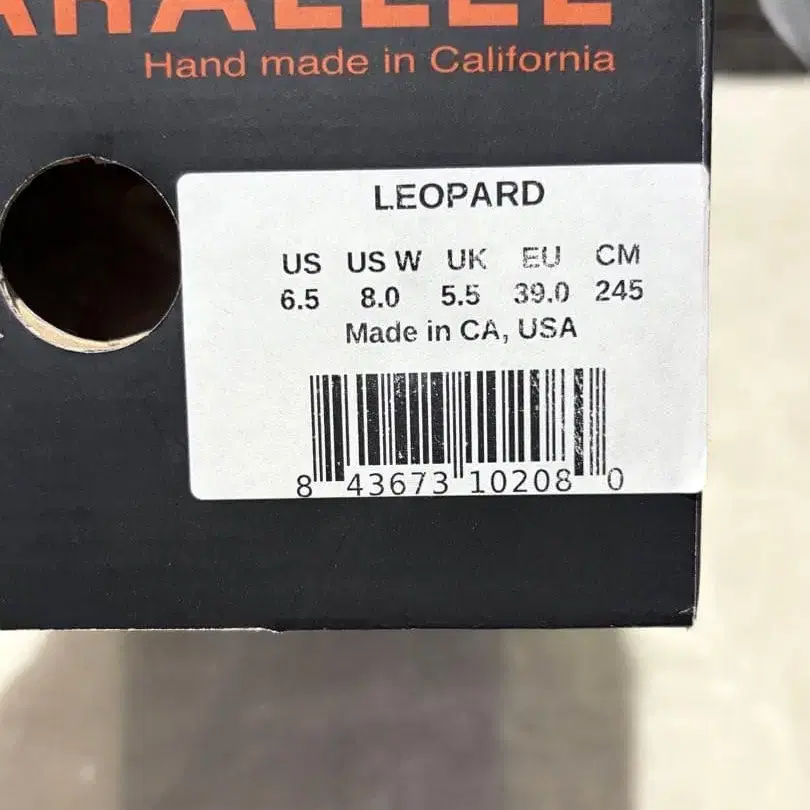 ARALLEL
Hand made in California
LEOPARD
US US W UK EU CM
6.5 8.0 5.5 39.0 245
Made in CA, USA
8 43673 10208 0